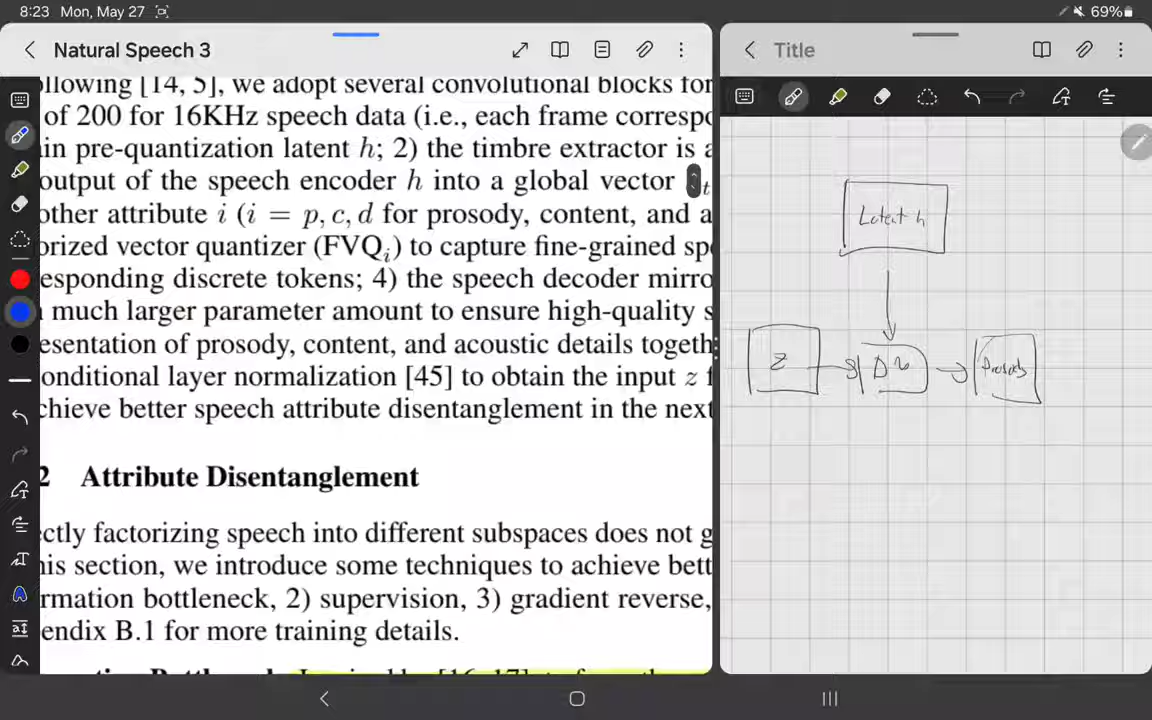 8:23 Mon, May 27
69%
Natural Speech 3
Title
ollowing [14, 5], we adopt several convolutional blocks for
of 200 for 16KHz speech data (i.e., each frame correspo
in pre-quantization latent h; 2) the timbre extractor is a
output of the speech encoder h into a global vector t
other attribute i (i = p, c, d for prosody, content, and a
orized vector quantizer (FVQi) to capture fine-grained spe
esponding discrete tokens; 4) the speech decoder mirro
much larger parameter amount to ensure high-quality s
esentation of prosody, content, and acoustic details togeth
onditional layer normalization [45] to obtain the input z f
chieve better speech attribute disentanglement in the next
2 Attribute Disentanglement
ectly factorizing speech into different subspaces does not g
his section, we introduce some techniques to achieve bett
rmation bottleneck, 2) supervision, 3) gradient reverse,
endix B.1 for more training details.
Latent h
Z
Prosody